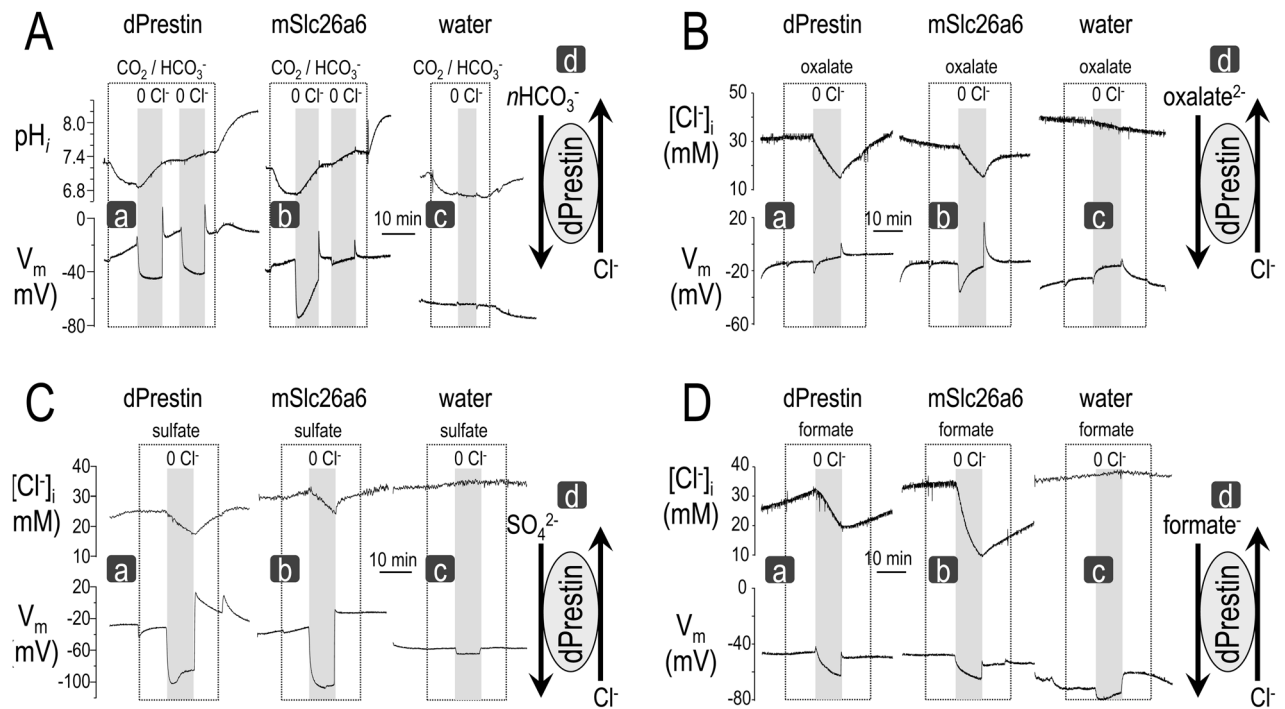 A
dPrestin mSlc26a6 water
CO2 / HCO3- CO2 / HCO3- CO2 / HCO3-
d
0 Cl- 0 Cl- 0 Cl- 0 Cl- 0 Cl-
nHCO3-
pHi
8.0
7.4
6.8
a b c
10 min
dPrestin
Vm
mV)
0
-40
-80
Cl-
B
dPrestin mSlc26a6 water
oxalate oxalate oxalate
d
0 Cl- 0 Cl- 0 Cl-
oxalate2-
[Cl-]i
(mM)
50
30
10
a b c
10 min
dPrestin
Vm
(mV)
20
-20
-60
Cl-
C
dPrestin mSlc26a6 water
sulfate sulfate sulfate
0 Cl- 0 Cl- 0 Cl-
d
SO42-
[Cl-]i
mM)
40
30
20
10
a b c
10 min
dPrestin
Vm
mV)
20
-20
-60
-100
Cl-
D
dPrestin mSlc26a6 water
formate formate formate
0 Cl- 0 Cl- 0 Cl-
d
formate-
[Cl-]i
(mM)
40
30
20
10
a b c
10 min
dPrestin
Vm
(mV)
0
-40
-80
Cl-